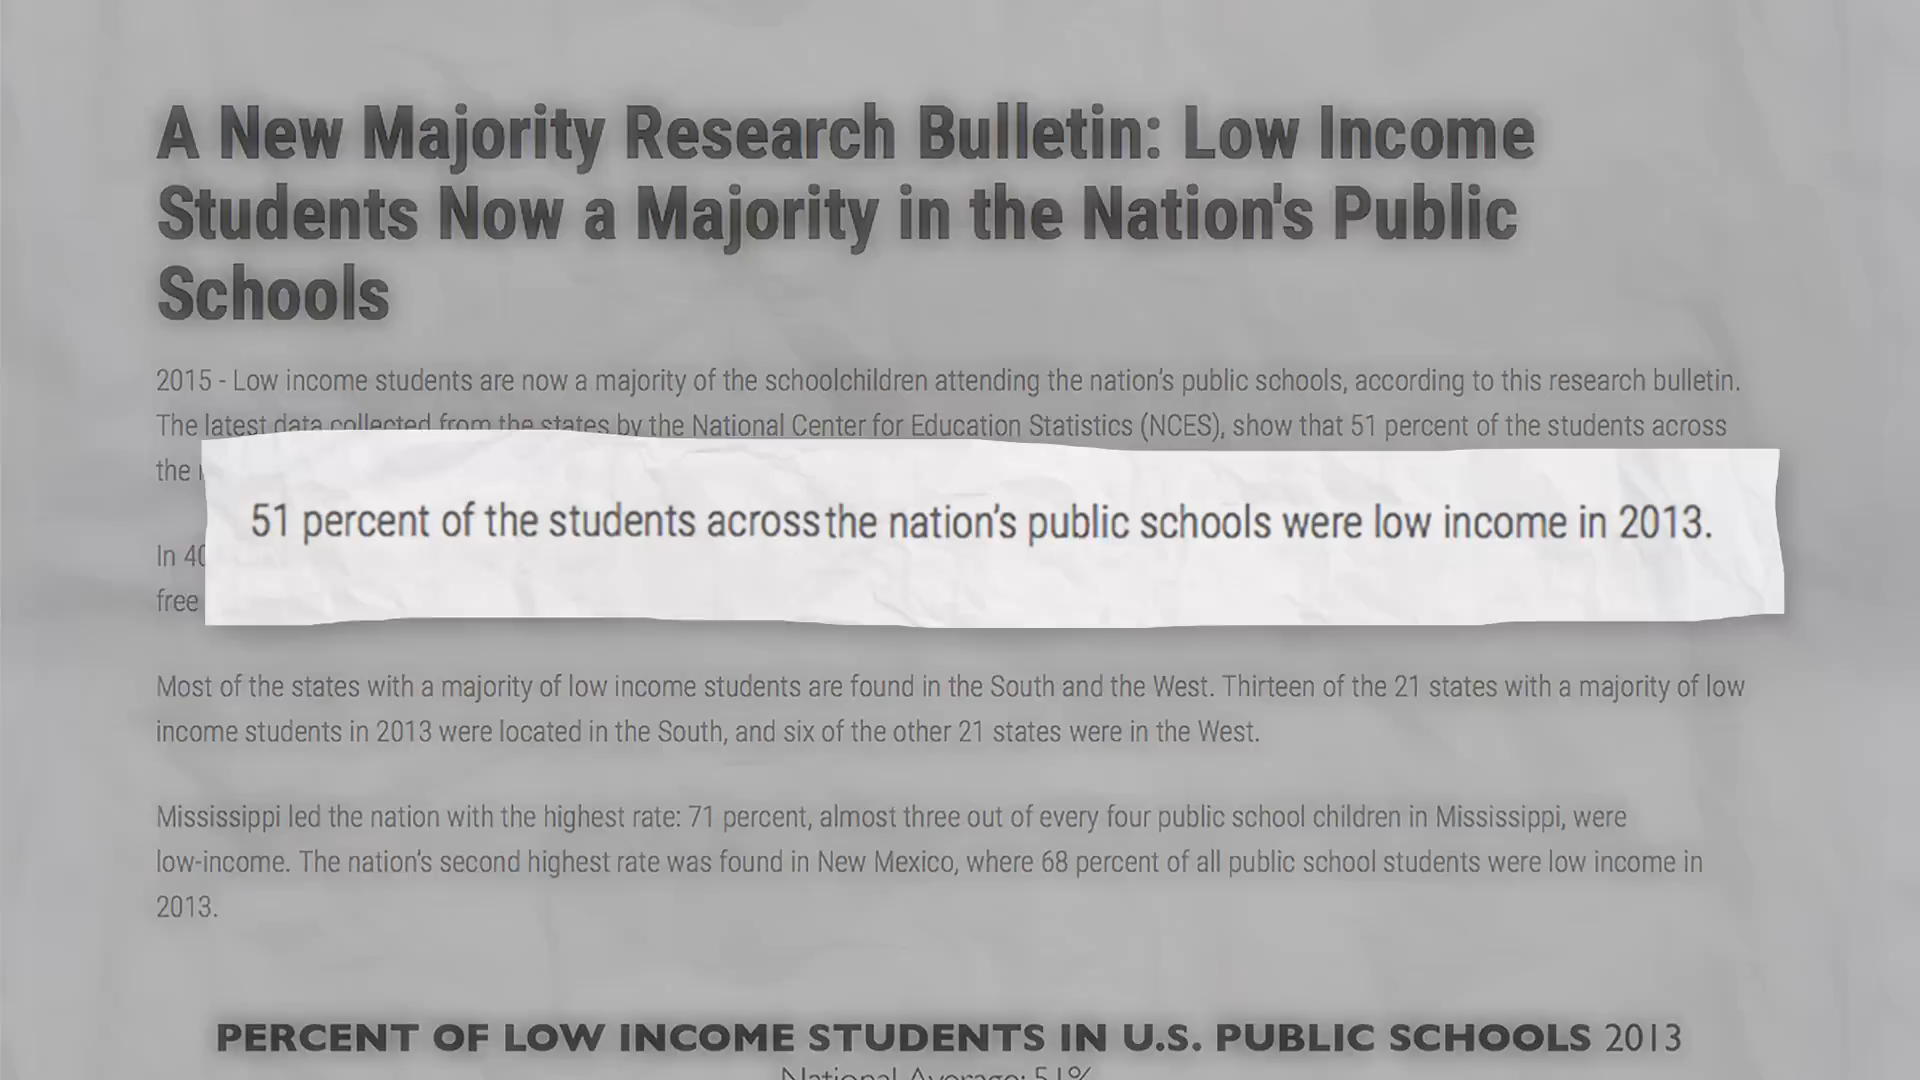 A New Majority Research Bulletin: Low Income
Students Now a Majority in the Nation's Public
Schools
2015 - Low income students are now a majority of the schoolchildren attending the nation's public schools, according to this research bulletin.
The latest data collected from the states by the National Center for Education Statistics (NCES), show that 51 percent of the students across
the
51 percent of the students across the nation's public schools were low income in 2013.
In 40
free
Most of the states with a majority of low income students are found in the South and the West. Thirteen of the 21 states with a majority of low
income students in 2013 were located in the South, and six of the other 21 states were in the West.
Mississippi led the nation with the highest rate: 71 percent, almost three out of every four public school children in Mississippi, were
low-income. The nation's second highest rate was found in New Mexico, where 68 percent of all public school students were low income in
2013.
PERCENT OF LOW INCOME STUDENTS IN U.S. PUBLIC SCHOOLS 2013
National Average: 51%